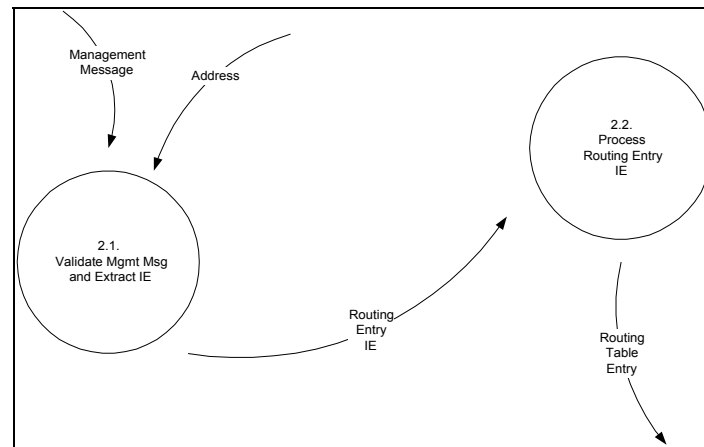 Management
Message
Address
2.2.
Process
Routing Entry
IE
2.1.
Validate Mgmt Msg
and Extract IE
Routing
Entry
IE
Routing
Table
Entry